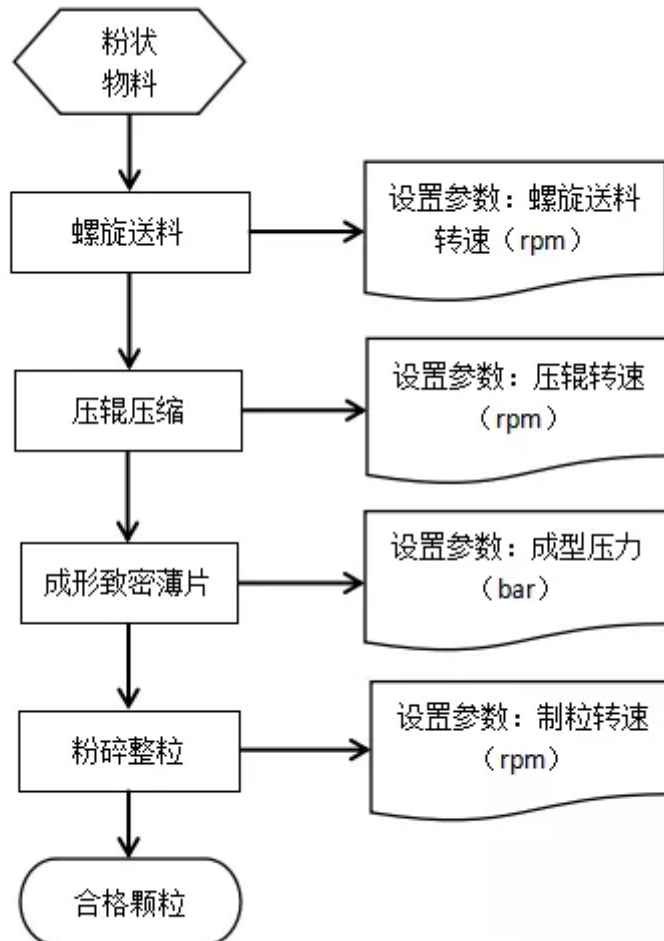 粉状
物料
螺旋送料
设置参数：螺旋送料
转速（rpm）
压辊压缩
设置参数：压辊转速
（rpm）
成形致密薄片
设置参数：成型压力
（bar）
粉碎整粒
设置参数：制粒转速
（rpm）
合格颗粒